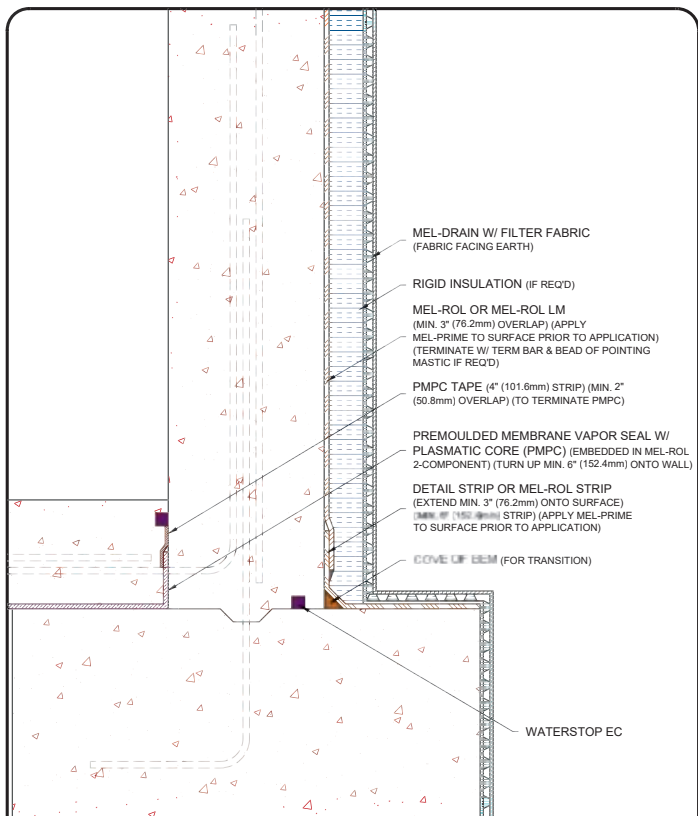 MEL-DRAIN W/ FILTER FABRIC
(FABRIC FACING EARTH)
RIGID INSULATION (IF REQ'D)
MEL-ROL OR MEL-ROL LM
(MIN. 3" (76.2mm) OVERLAP) (APPLY
MEL-PRIME TO SURFACE PRIOR TO APPLICATION)
(TERMINATE W/ TERM BAR & BEAD OF POINTING
MASTIC IF REQ'D)
PMPC TAPE (4" (101.6mm) STRIP) (MIN. 2"
(50.8mm) OVERLAP) (TO TERMINATE PMPC)
PREMOULDED MEMBRANE VAPOR SEAL W/
PLASMATIC CORE (PMPC) (EMBEDDED IN MEL-ROL
2-COMPONENT) (TURN UP MIN. 6" (152.4mm) ONTO WALL)
DETAIL STRIP OR MEL-ROL STRIP
(EXTEND MIN. 3" (76.2mm) ONTO SURFACE)
STRIP) (APPLY MEL-PRIME
TO SURFACE PRIOR TO APPLICATION)
(FOR TRANSITION)
WATERSTOP EC